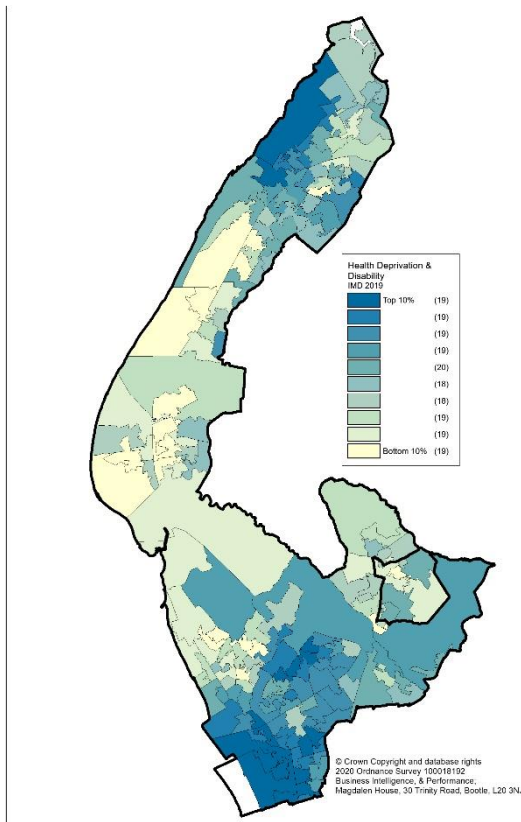 Health Deprivation &
Disability
IMD 2019
Top 10% (19)
(19)
(19)
(19)
(20)
(18)
(18)
(19)
(19)
Bottom 10% (19)
© Crown Copyright and database rights
2020 Ordnance Survey 100018192
Business Intelligence, & Performance;
Magdalen House, 30 Trinity Road, Bootle, L20 3NJ